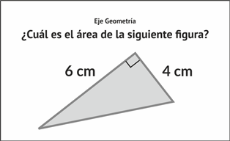 Eje Geometría
¿Cuál es el área de la siguiente figura?
6 cm 4 cm